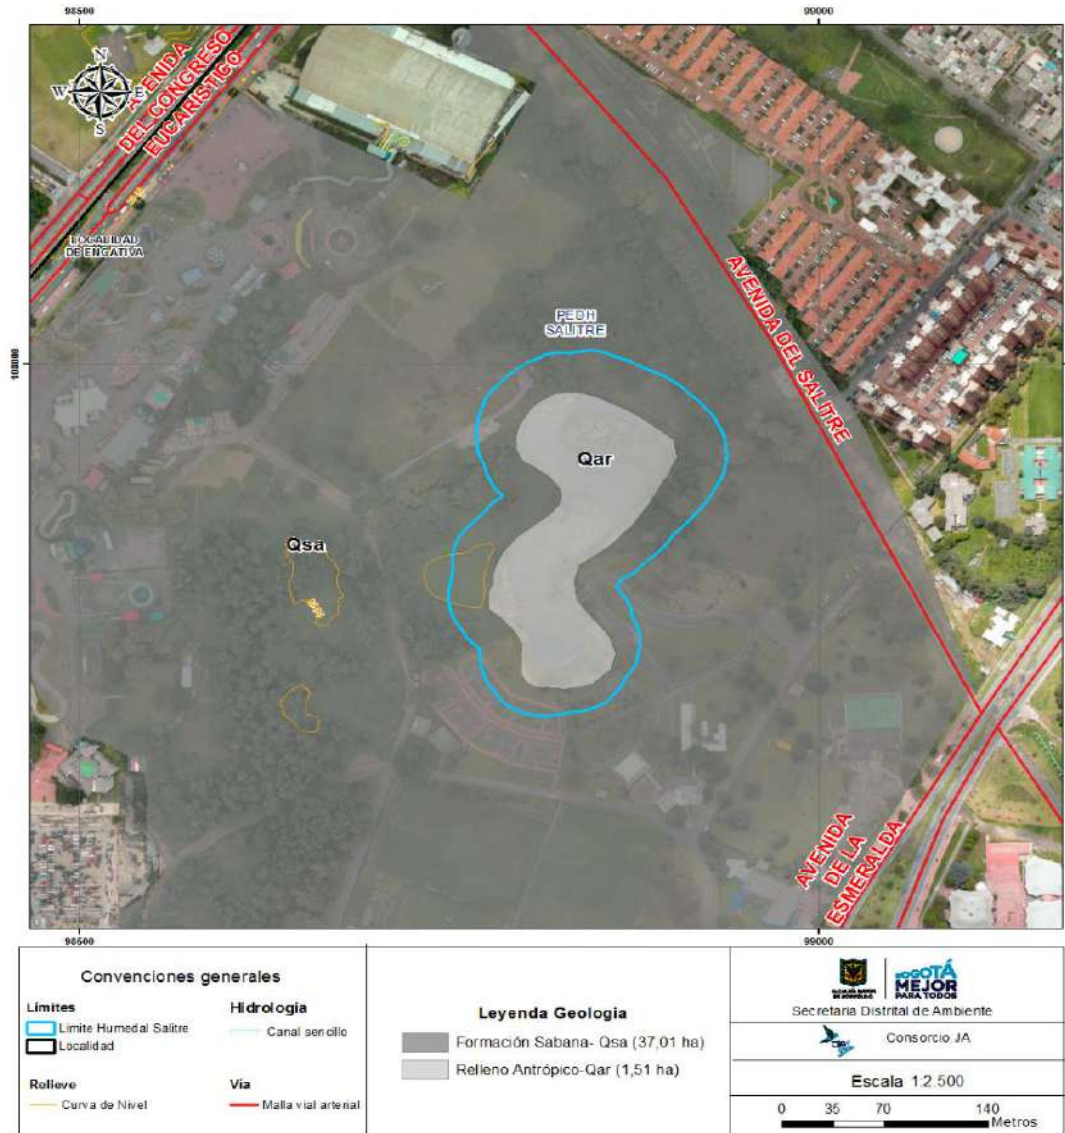 98500
99000
N
W
E
S
AVENIDA
DEL CONGRESO
EUCARISTICO
LOCALIDAD
DE ENGATIVA
PEDH
SALITRE
AVENIDA DEL SALITRE
Qar
Qsa
AVENIDA
DE LA
ESMERALDA
99000
Convenciones generales
Límites
Limite Humedal Salitre
Localidad
Hidrología
Canal sencillo
Relieve
Curva de Nivel
Vía
Malla vial arterial
Leyenda Geologia
Formación Sabana- Qsa (37,01 ha)
Relleno Antrópico-Qar (1,51 ha)
BOGOTÁ
MEJOR
PARA TODOS
Secretaria Distrital de Ambiente
Consorcio JA
Escala 1:2.500
0 35 70 140
Metros